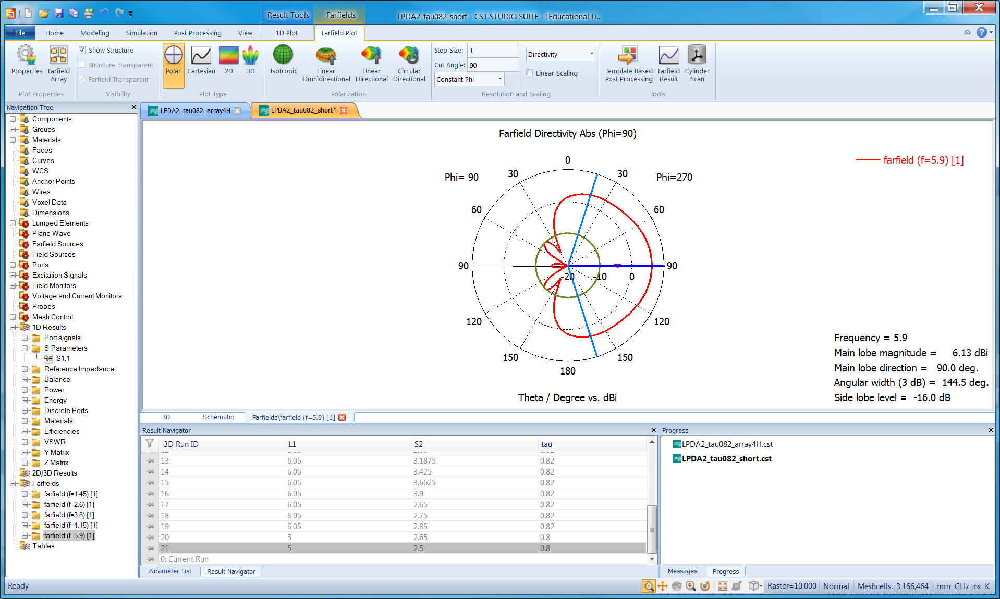 Result Tools
Farfields
LPDA2_tau082_short - CST STUDIO SUITE - [Educational Li...
File
Home
Modeling
Simulation
Post Processing
View
1D Plot
Farfield Plot
Properties
Farfield
Array
Plot Properties
Show Structure
Structure Transparent
Farfield Transparent
Visibility
Polar
Cartesian
2D
3D
Plot Type
Isotropic
Linear
Omnidirectional
Linear
Directional
Circular
Directional
Polarization
Step Size: 1
Cut Angle: 90
Constant Phi
Directivity
Linear Scaling
Resolution and Scaling
Template Based
Post Processing
Farfield
Result
Cylinder
Scan
Tools
Navigation Tree
Components
Groups
Materials
Faces
Curves
WCS
Anchor Points
Wires
Voxel Data
Dimensions
Lumped Elements
Plane Wave
Farfield Sources
Field Sources
Ports
Excitation Signals
Field Monitors
Voltage and Current Monitors
Probes
Mesh Control
1D Results
Port signals
S-Parameters
S1,1
Reference Impedance
Balance
Power
Energy
Discrete Ports
Materials
Efficiencies
VSWR
Y Matrix
Z Matrix
2D/3D Results
Farfields
farfield (f=1.45) [1]
farfield (f=2.6) [1]
farfield (f=3.8) [1]
farfield (f=4.15) [1]
farfield (f=5.9) [1]
Tables
LPDA2_tau082_array4H
LPDA2_tau082_short*
Farfield Directivity Abs (Phi=90)
farfield (f=5.9) [1]
0
30
30
Phi= 90
Phi=270
60
60
90
90
-20
-10
0
120
120
150
150
180
Theta / Degree vs. dBi
Frequency = 5.9
Main lobe magnitude = 6.13 dBi
Main lobe direction = 90.0 deg.
Angular width (3 dB) = 144.5 deg.
Side lobe level = -16.0 dB
3D
Schematic
Farfields\farfield (f=5.9) [1]
Result Navigator
3D Run ID L1 S2 tau
13 6.05 3.1875 0.82
14 6.05 3.425 0.82
15 6.05 3.6625 0.82
16 6.05 3.9 0.82
17 6.05 2.65 0.82
18 6.05 2.75 0.82
19 6.05 2.85 0.82
20 5 2.65 0.8
21 5 2.5 0.8
0: Current Run
Parameter List
Result Navigator
Progress
LPDA2_tau082_array4H.cst
LPDA2_tau082_short.cst
Messages
Progress
Ready
Raster=10.000
Normal
Meshcells=3,166,464
mm GHz ns K